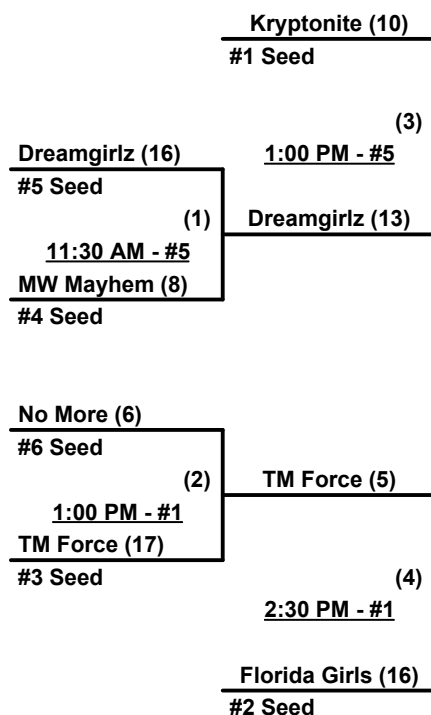 Kryptonite (10)
#1 Seed
(3)
Dreamgirlz (16)
1:00 PM - #5
#5 Seed
(1)
Dreamgirlz (13)
11:30 AM - #5
MW Mayhem (8)
#4 Seed
No More (6)
#6 Seed
(2)
TM Force (5)
1:00 PM - #1
TM Force (17)
#3 Seed
(4)
2:30 PM - #1
Florida Girls (16)
#2 Seed